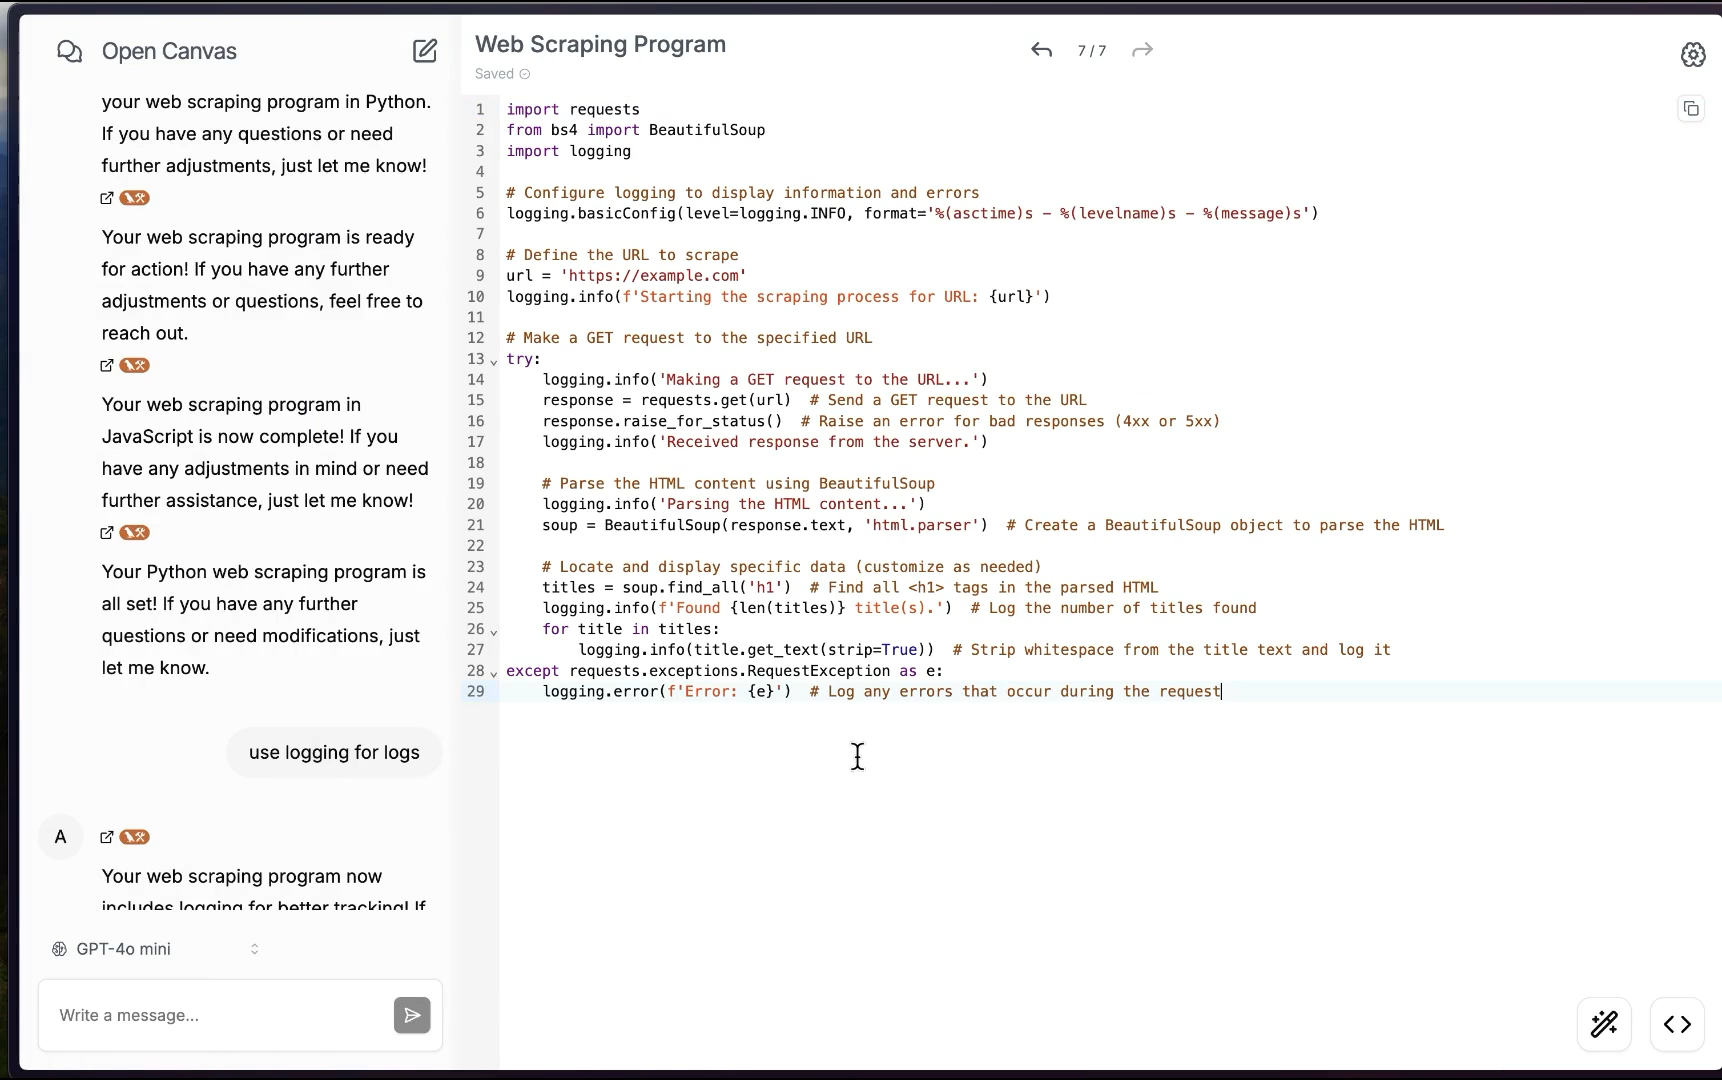 Open Canvas
your web scraping program in Python.
If you have any questions or need
further adjustments, just let me know!
Your web scraping program is ready
for action! If you have any further
adjustments or questions, feel free to
reach out.
Your web scraping program in
JavaScript is now complete! If you
have any adjustments in mind or need
further assistance, just let me know!
Your Python web scraping program is
all set! If you have any further
questions or need modifications, just
let me know.
use logging for logs
A
Your web scraping program now
includes logging for better tracking! If
GPT-4o mini
Write a message...
Web Scraping Program
Saved
7 / 7
1 import requests
2 from bs4 import BeautifulSoup
3 import logging
4
5 # Configure logging to display information and errors
6 logging.basicConfig(level=logging.INFO, format='%(asctime)s - %(levelname)s - %(message)s')
7
8 # Define the URL to scrape
9 url = 'https://example.com'
10 logging.info(f'Starting the scraping process for URL: {url}')
11
12 # Make a GET request to the specified URL
13 try:
14     logging.info('Making a GET request to the URL...')
15     response = requests.get(url)  # Send a GET request to the URL
16     response.raise_for_status()  # Raise an error for bad responses (4xx or 5xx)
17     logging.info('Received response from the server.')
18
19     # Parse the HTML content using BeautifulSoup
20     logging.info('Parsing the HTML content...')
21     soup = BeautifulSoup(response.text, 'html.parser')  # Create a BeautifulSoup object to parse the HTML
22
23     # Locate and display specific data (customize as needed)
24     titles = soup.find_all('h1')  # Find all <h1> tags in the parsed HTML
25     logging.info(f'Found {len(titles)} title(s).')  # Log the number of titles found
26     for title in titles:
27         logging.info(title.get_text(strip=True))  # Strip whitespace from the title text and log it
28 except requests.exceptions.RequestException as e:
29     logging.error(f'Error: {e}')  # Log any errors that occur during the request